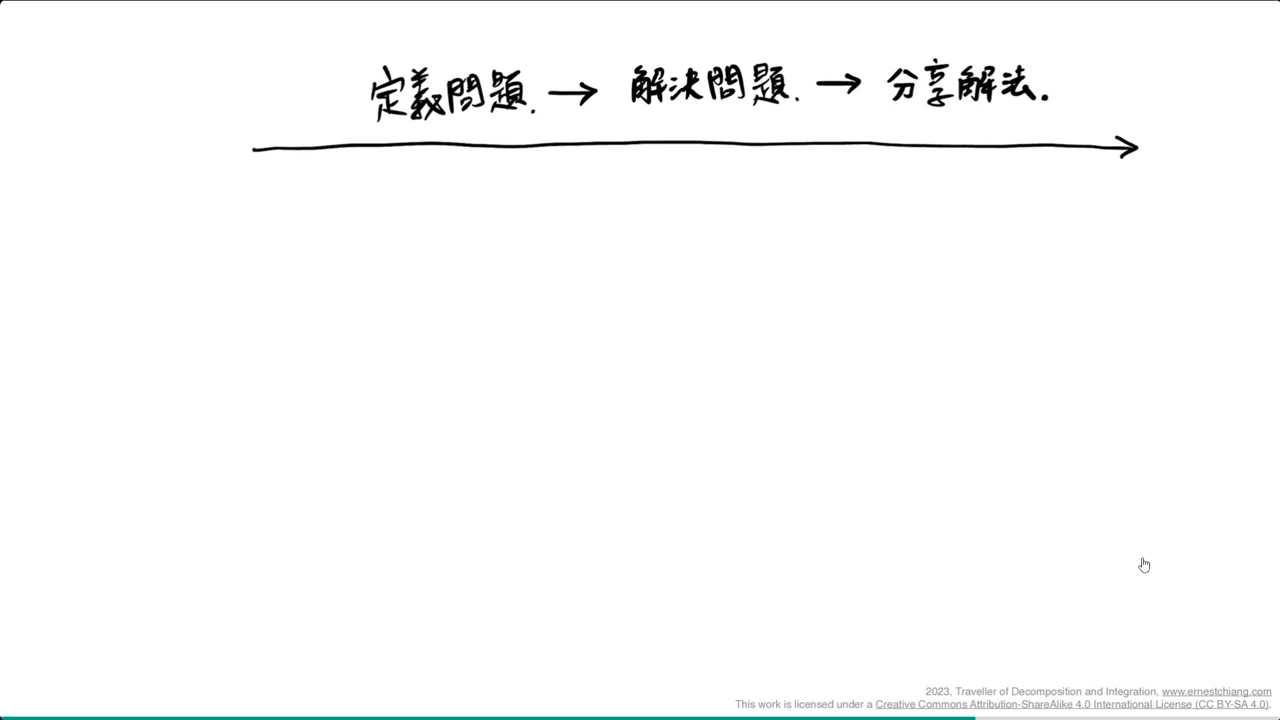 定義問題. → 解決問題. → 分享解法.
2023, Traveller of Decomposition and Integration, www.ernestchiang.com
This work is licensed under a Creative Commons Attribution-ShareAlike 4.0 International License (CC BY-SA 4.0).